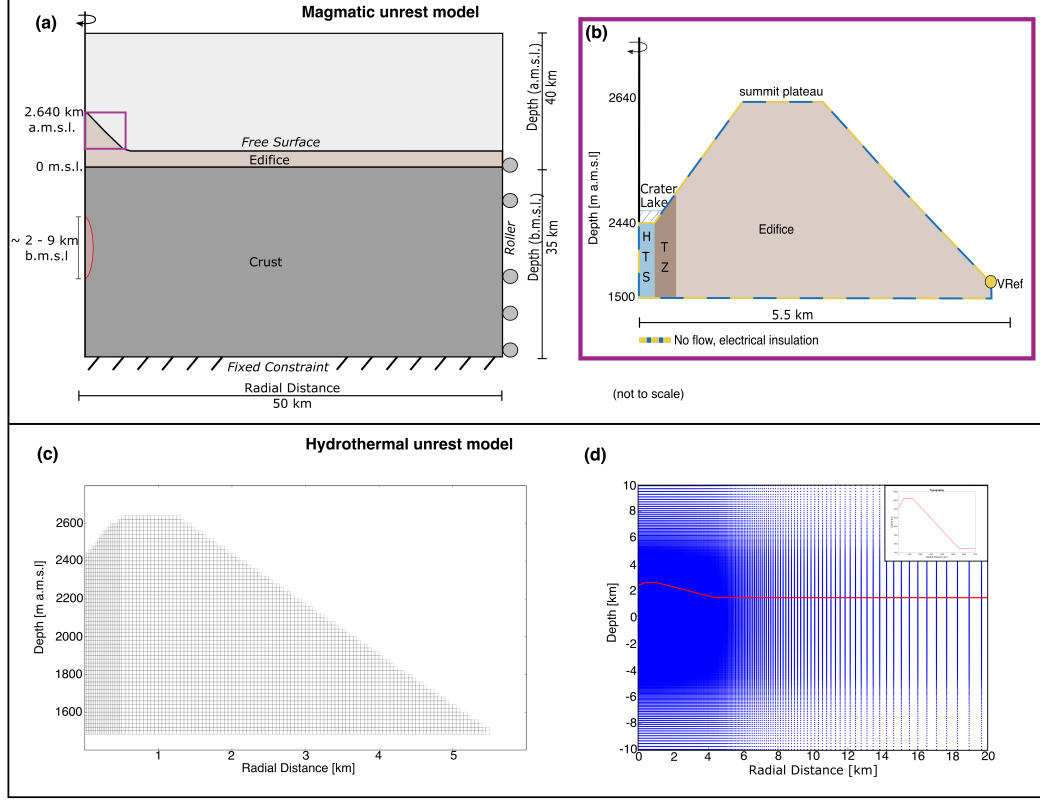 Magmatic unrest model
(a)
2.640 km
a.m.s.l.
0 m.s.l.
~ 2 - 9 km
b.m.s.l
Free Surface
Edifice
Crust
Fixed Constraint
Radial Distance
50 km
Depth (a.m.s.l.)
40 km
Roller
Depth (b.m.s.l.)
35 km
(b)
summit plateau
2640
2440
1500
Depth [m a.m.s.l]
Crater
Lake
H
T
S
T
Z
Edifice
VRef
5.5 km
No flow, electrical insulation
(not to scale)
Hydrothermal unrest model
(c)
2600
2400
2200
2000
1800
1600
Depth [m a.m.s.l]
1 2 3 4 5
Radial Distance [km]
(d)
10
8
6
4
2
0
-2
-4
-6
-8
-10
Depth [km]
0 2 4 6 8 10 12 14 16 18 20
Radial Distance [km]